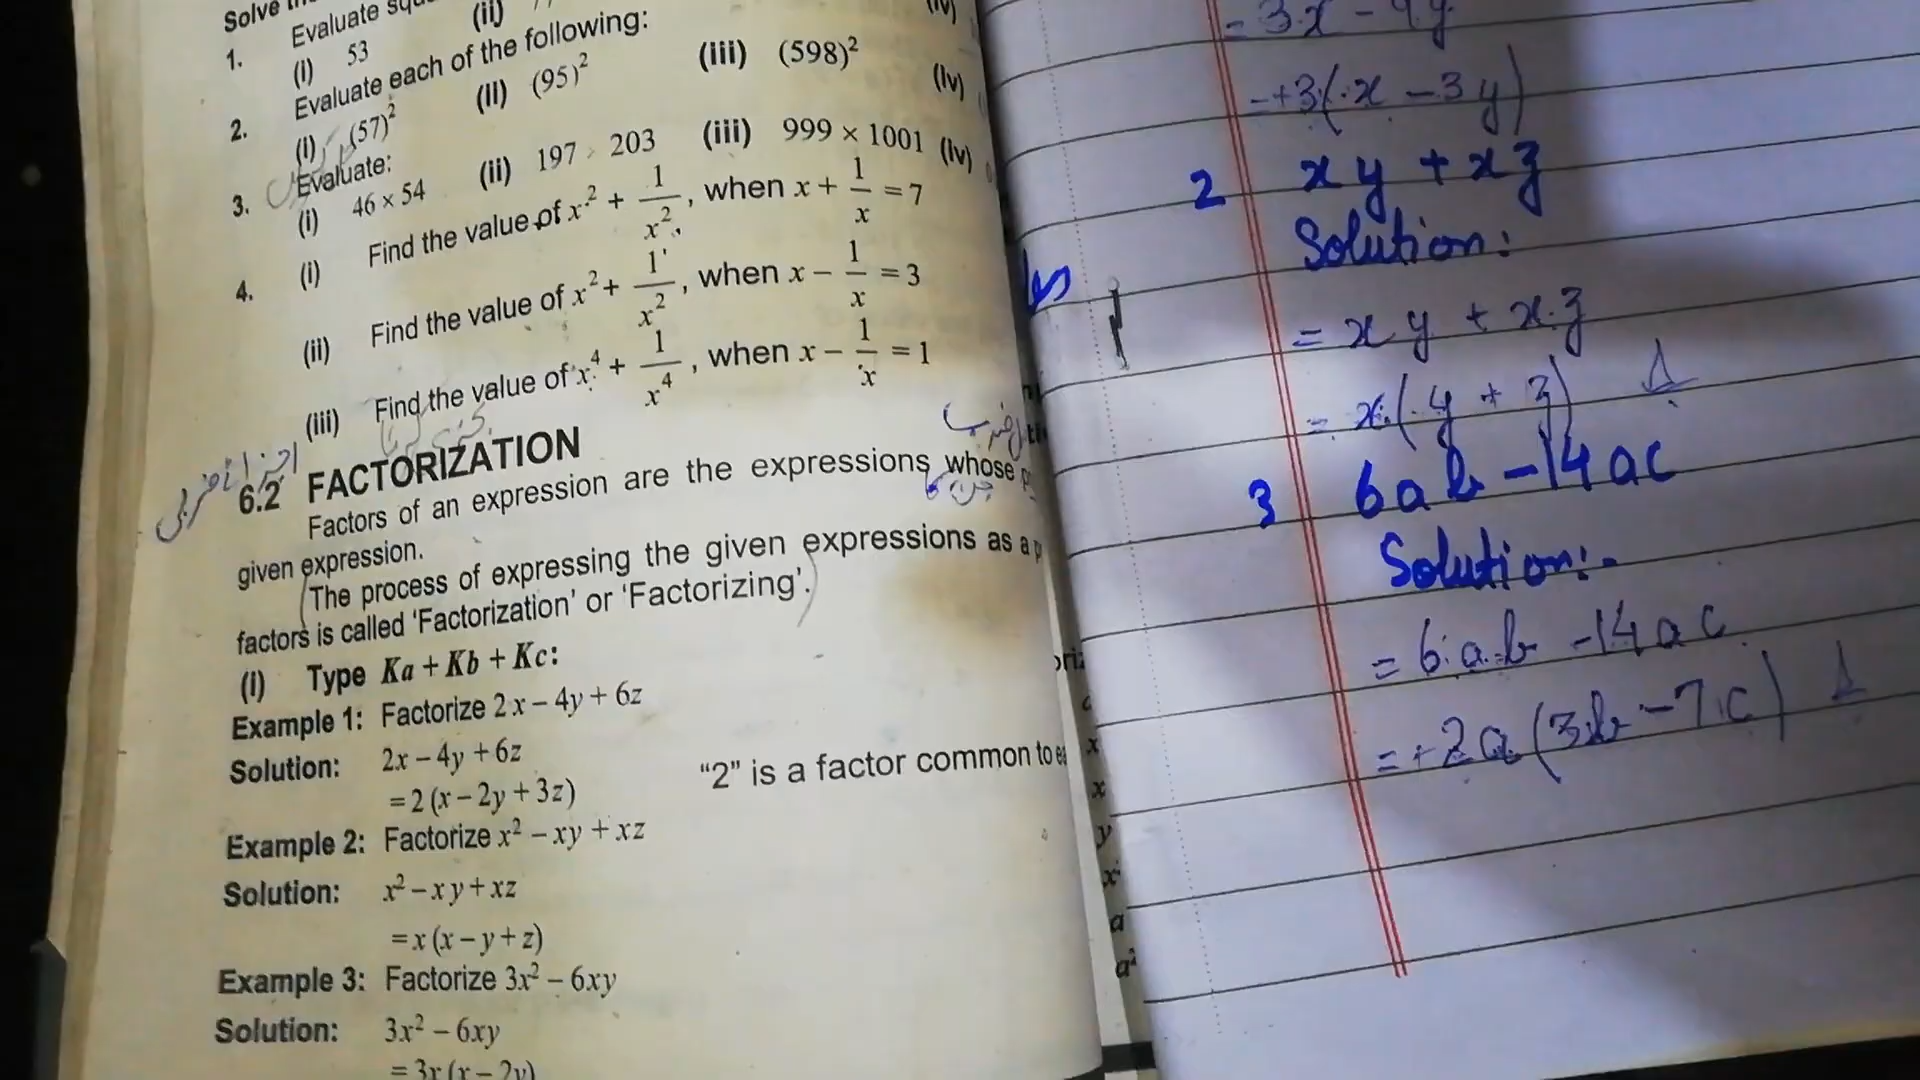 Solve
1. Evaluate
(i) 53 (ii)
2. Evaluate each of the following:
(i) (57)² (ii) (95)² (iii) (598)² (iv)
3. Evaluate:
(i) 46 × 54 (ii) 197 × 203 (iii) 999 × 1001 (iv)
4. (i) Find the value of x² + 1/x², when x + 1/x = 7
(ii) Find the value of x² + 1/x², when x − 1/x = 3
(iii) Find the value of x⁴ + 1/x⁴, when x − 1/x = 1
6.2 FACTORIZATION
Factors of an expression are the expressions whose
given expression.
The process of expressing the given expressions as a
factors is called 'Factorization' or 'Factorizing'.
(i) Type Ka + Kb + Kc:
Example 1: Factorize 2x − 4y + 6z
Solution: 2x − 4y + 6z
= 2 (x − 2y + 3z) "2" is a factor common to
Example 2: Factorize x² − xy + xz
Solution: x² − xy + xz
= x (x − y + z)
Example 3: Factorize 3x² − 6xy
Solution: 3x² − 6xy
= 3x (x − 2y)
= 3x − 9y
= +3(x − 3y)
2 xy + xz
Solution:
= xy + xz
= x(y + z)
3 6ab − 14ac
Solution:-
= 6ab − 14ac
= +2a(3b − 7c)